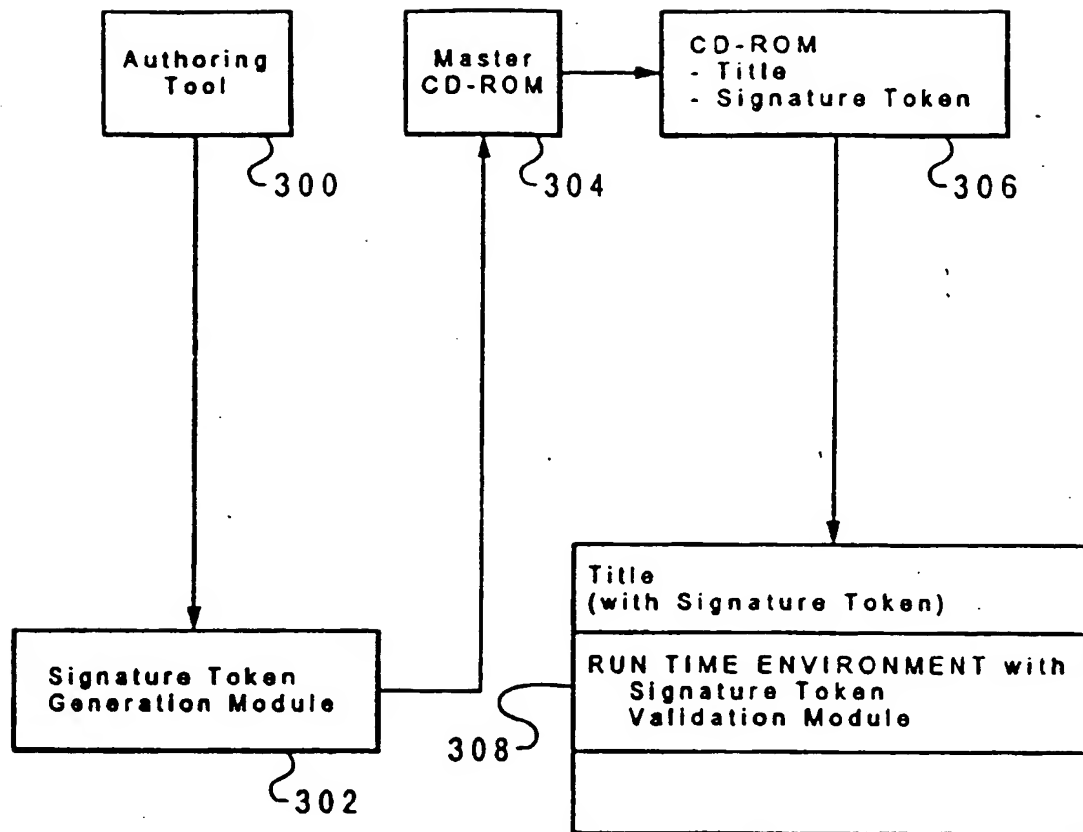 Authoring
Tool
300
Master
CD-ROM
304
CD-ROM
- Title
- Signature Token
306
Signature Token
Generation Module
302
Title
(with Signature Token)
RUN TIME ENVIRONMENT with
Signature Token
Validation Module
308